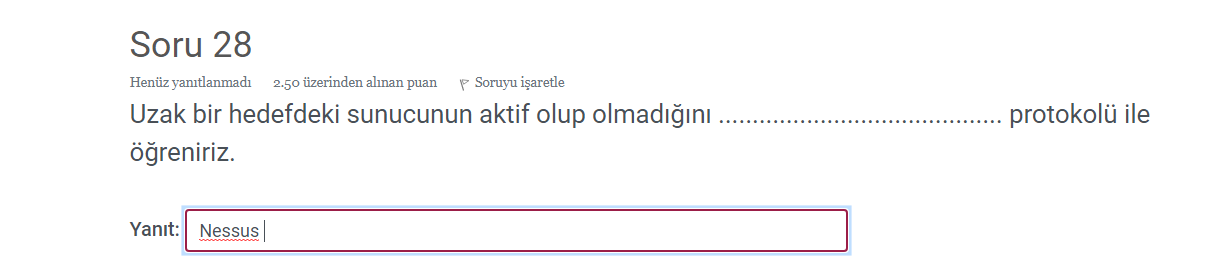 Soru 28
Henüz yanıtlanmadı 2.50 üzerinden alınan puan Soruyu işaretle
Uzak bir hedefdeki sunucunun aktif olup olmadığını .......................................... protokolü ile
öğreniriz.
Yanıt: Nessus